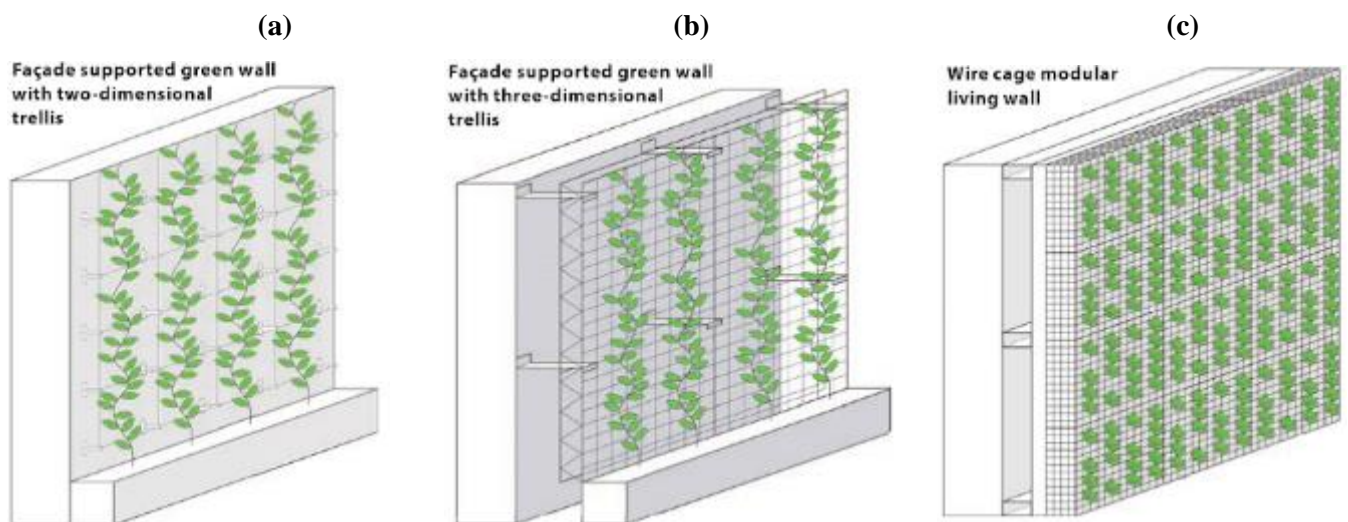 (a)
(b)
(c)
Façade supported green wall
with two-dimensional
trellis
Façade supported green wall
with three-dimensional
trellis
Wire cage modular
living wall